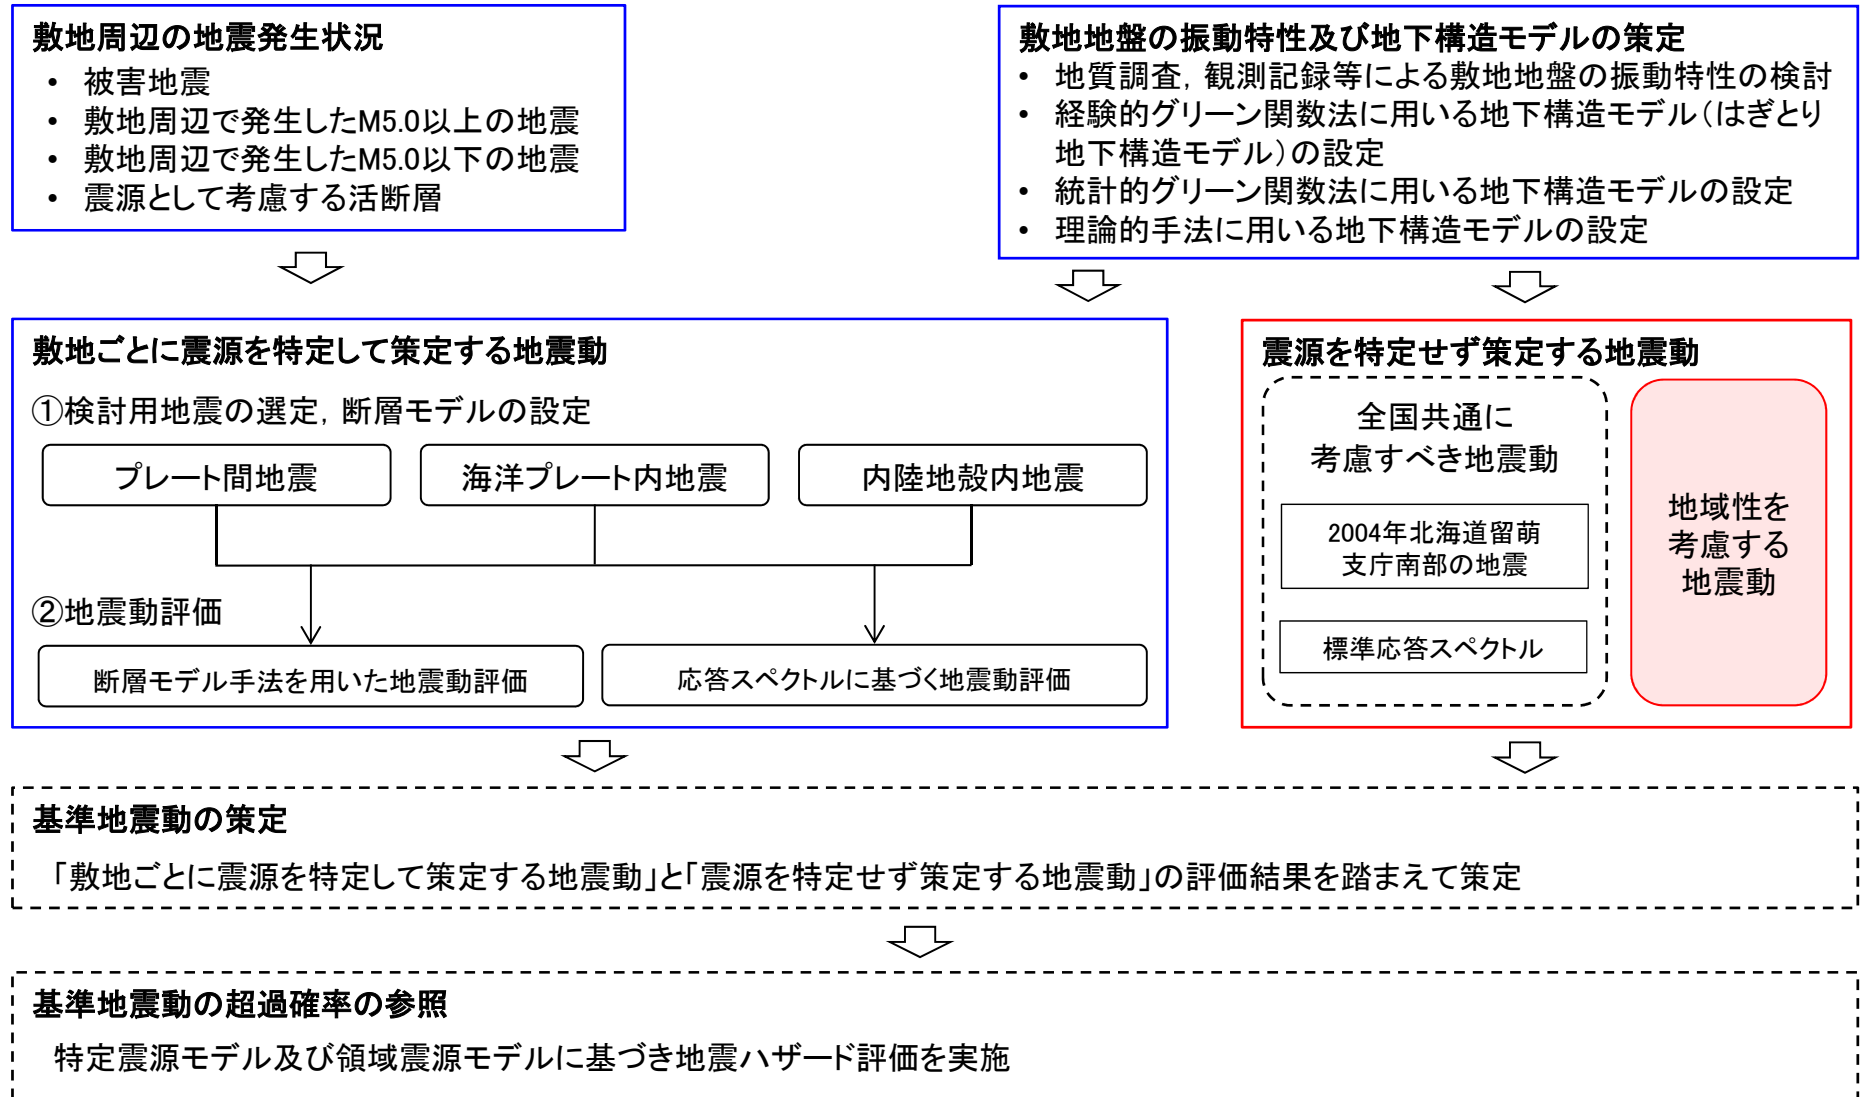 敷地周辺の地震発生状況
• 被害地震
• 敷地周辺で発生したM5.0以上の地震
• 敷地周辺で発生したM5.0以下の地震
• 震源として考慮する活断層
敷地地盤の振動特性及び地下構造モデルの策定
• 地質調査，観測記録等による敷地地盤の振動特性の検討
• 経験的グリーン関数法に用いる地下構造モデル（はぎとり
地下構造モデル）の設定
• 統計的グリーン関数法に用いる地下構造モデルの設定
• 理論的手法に用いる地下構造モデルの設定
敷地ごとに震源を特定して策定する地震動
①検討用地震の選定，断層モデルの設定
プレート間地震
海洋プレート内地震
内陸地殻内地震
②地震動評価
断層モデル手法を用いた地震動評価
応答スペクトルに基づく地震動評価
震源を特定せず策定する地震動
全国共通に
考慮すべき地震動
2004年北海道留萌
支庁南部の地震
標準応答スペクトル
地域性を
考慮する
地震動
基準地震動の策定
「敷地ごとに震源を特定して策定する地震動」と「震源を特定せず策定する地震動」の評価結果を踏まえて策定
基準地震動の超過確率の参照
特定震源モデル及び領域震源モデルに基づき地震ハザード評価を実施